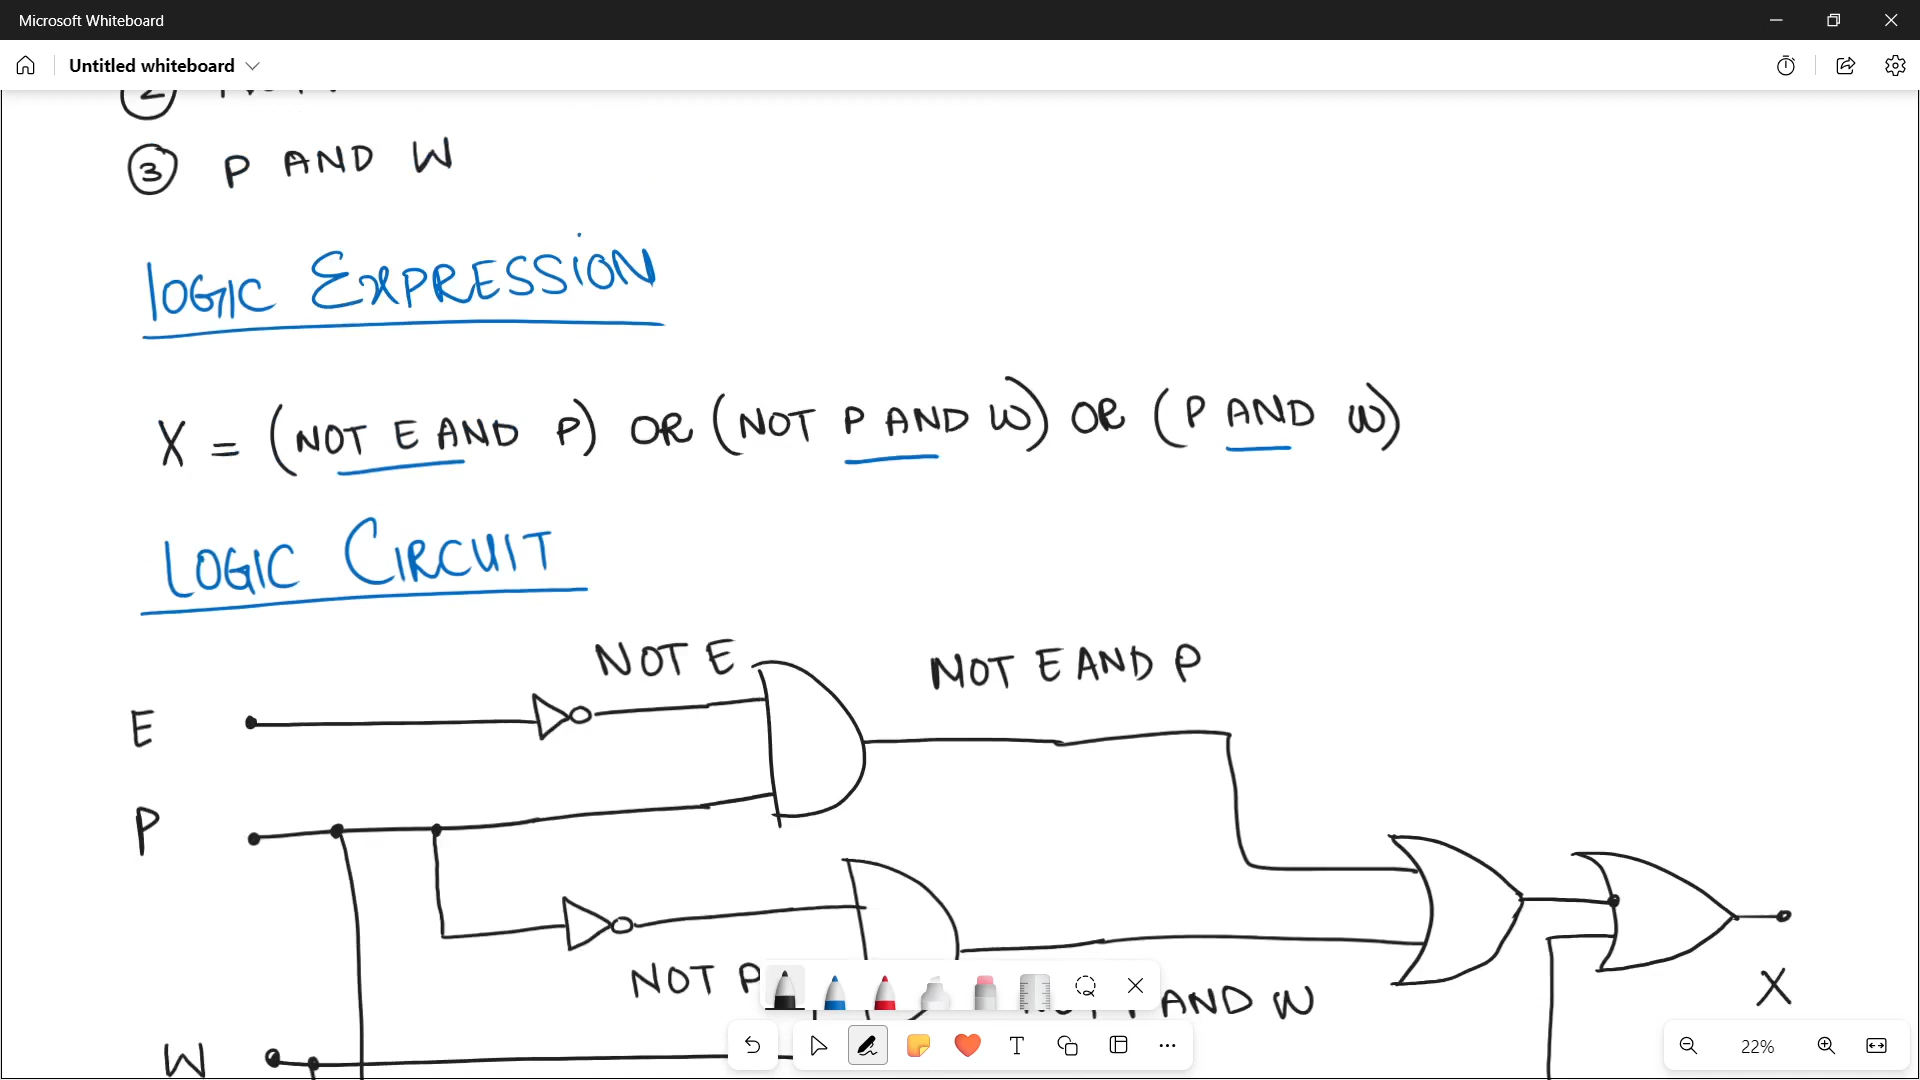 Microsoft Whiteboard
Untitled whiteboard
3 P AND W
LOGIC EXPRESSION
X = (NOT E AND P) OR (NOT P AND W) OR (P AND W)
LOGIC CIRCUIT
NOT E
NOT E AND P
E
P
NOT P
AND W
X
W
22%